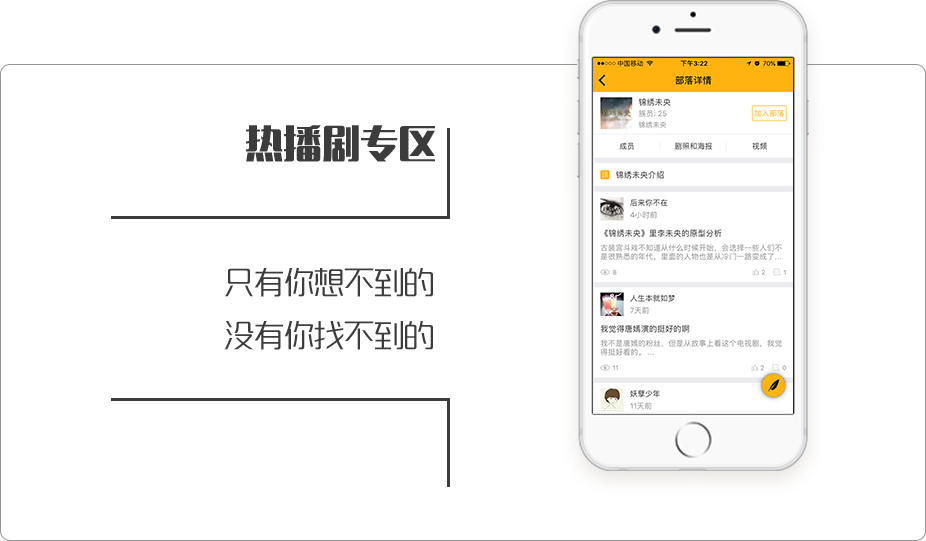 热播剧专区
只有你想不到的
没有你找不到的
中国移动 下午3:22 70%
部落详情
锦绣未央
族员: 25
锦绣未央
加入部落
成员 剧照和海报 视频
锦绣未央介绍
后来你不在
4小时前
《锦绣未央》里李未央的原型分析
古装宫斗戏不知道从什么时候开始，会选择一些人们不
是很熟悉的年代，里面的人物也是从冷门一路变成了...
8 2 1
人生本就如梦
7天前
我觉得唐嫣演的挺好的啊
我不是唐嫣的粉丝，但是从故事上看这个电视剧，我觉
得挺好看的。 ...
11 2 0
妖孽少年
11天前